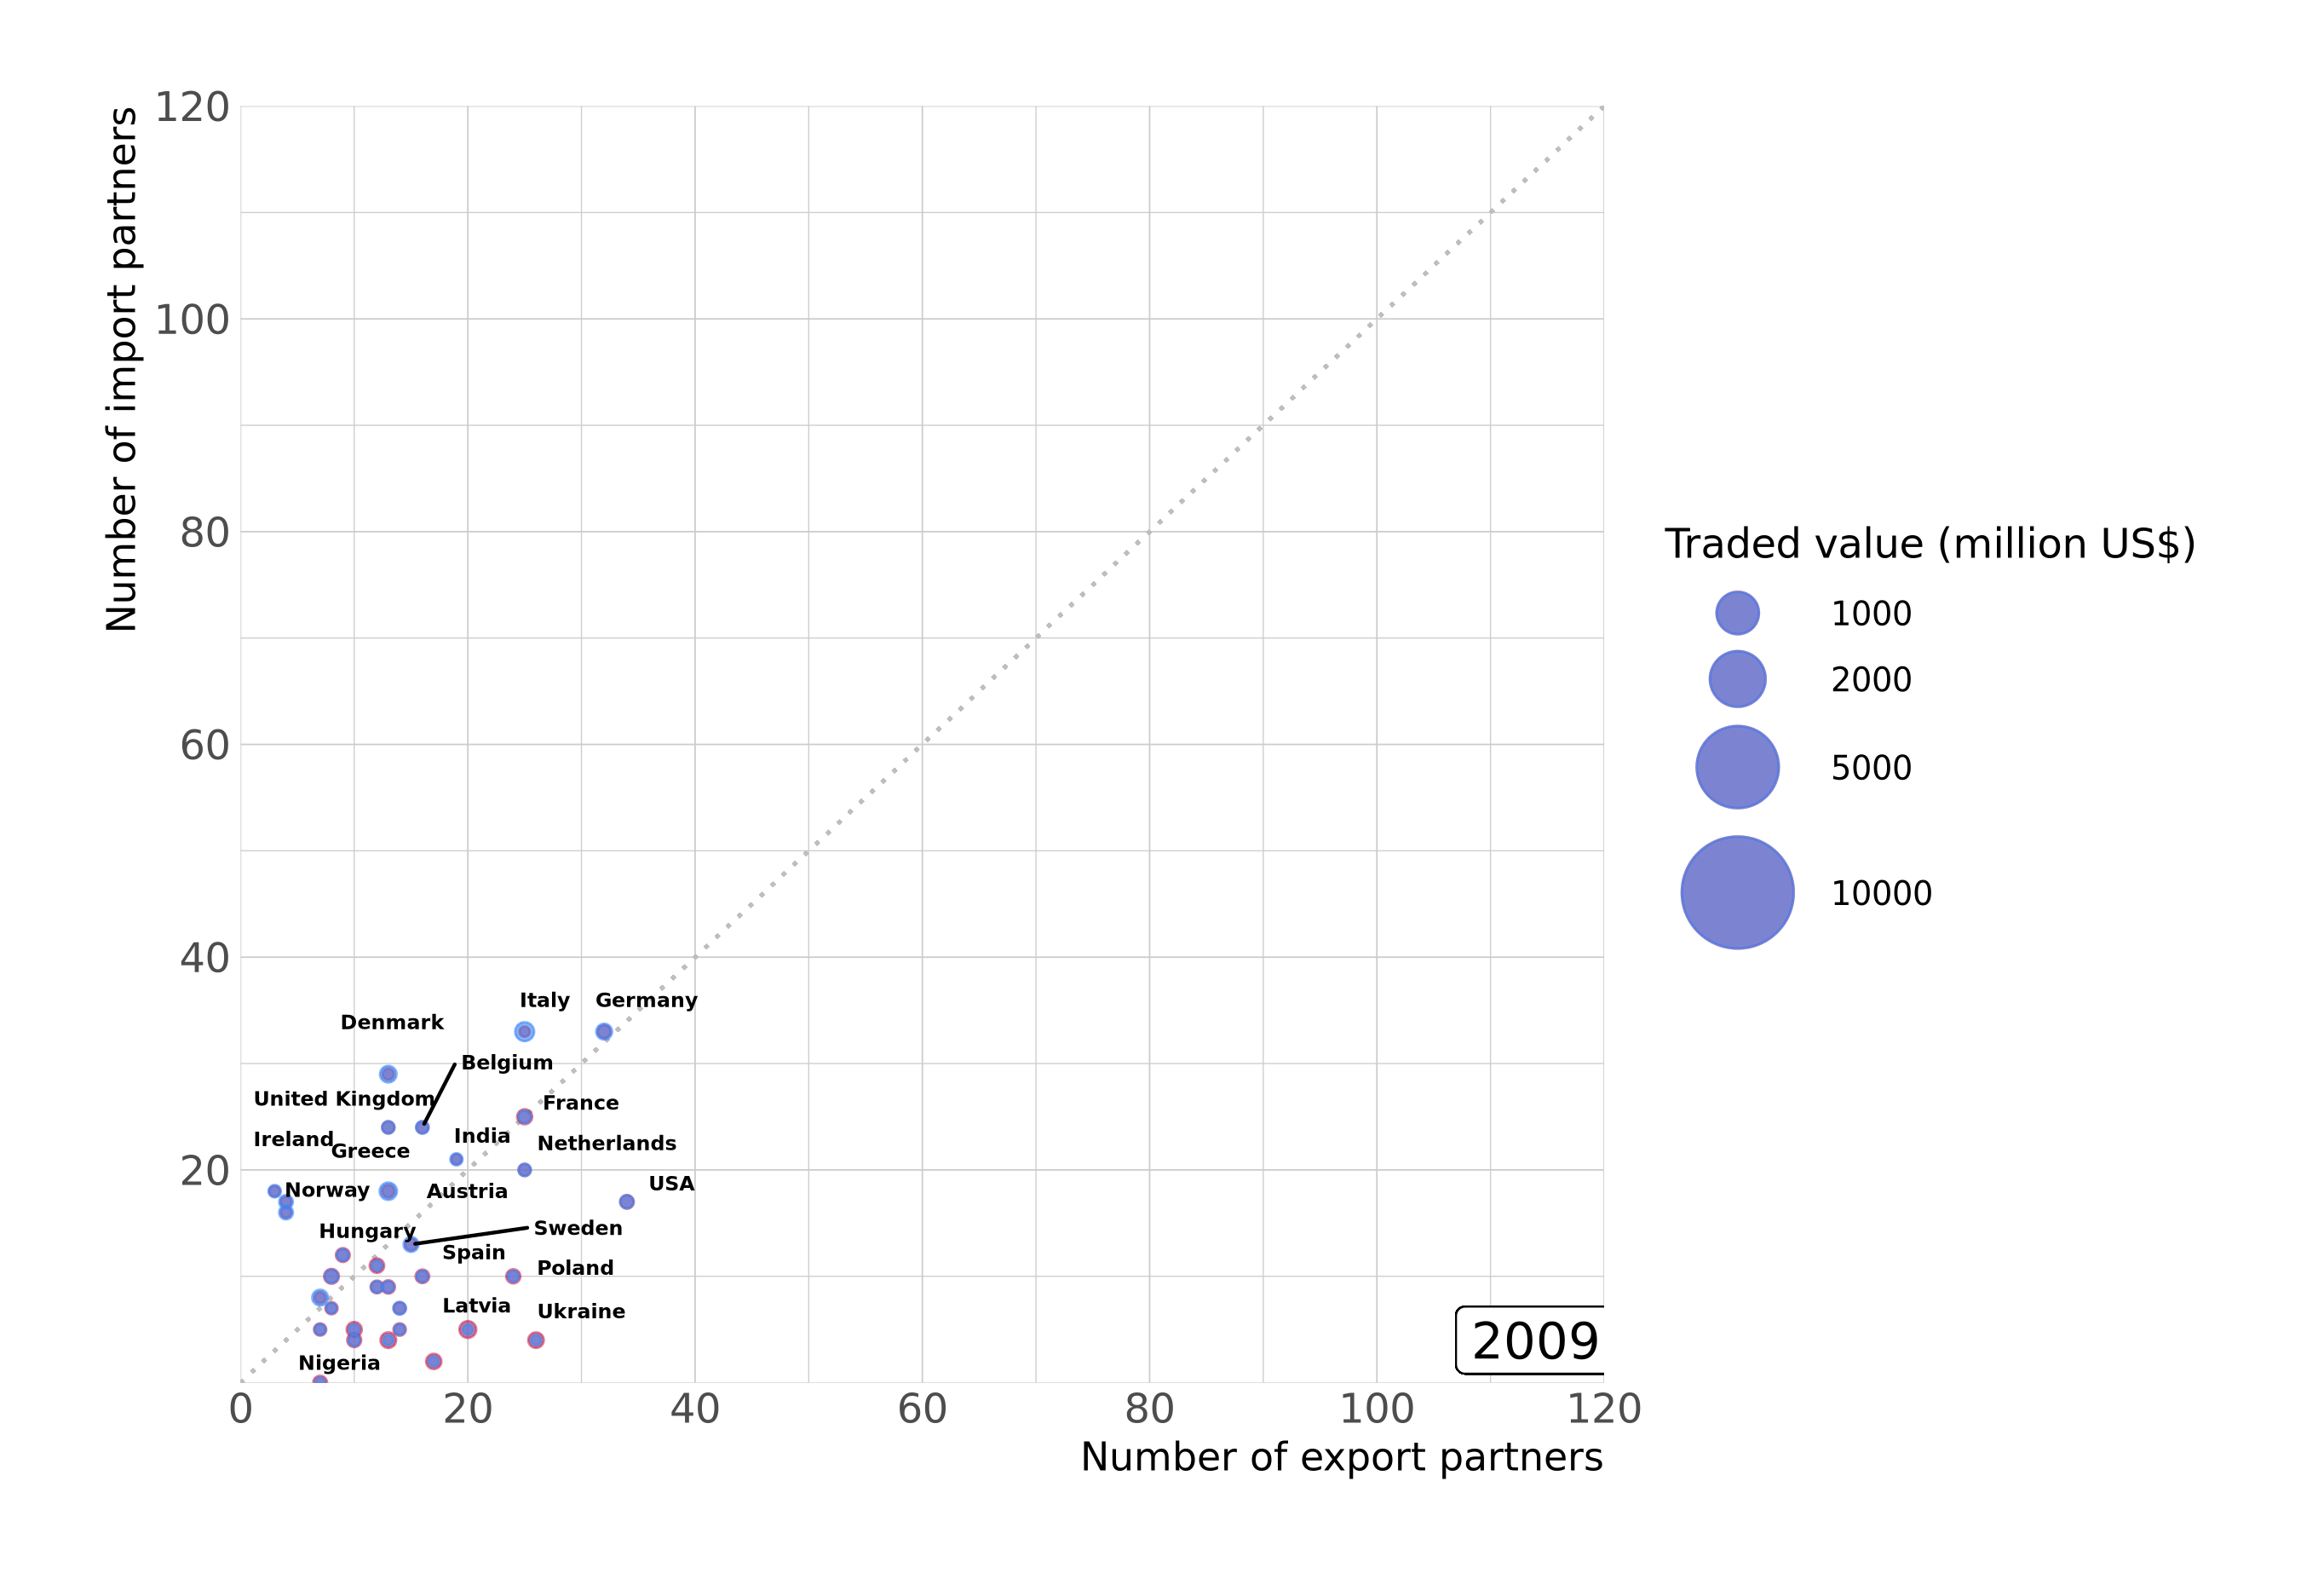 120
100
80
60
40
20
Number of import partners
Italy
Germany
Denmark
Belgium
United Kingdom
France
Ireland
Greece
India
Netherlands
Norway
Austria
USA
Hungary
Sweden
Spain
Poland
Latvia
Ukraine
Nigeria
2009
0
20
40
60
80
100
120
Number of export partners
Traded value (million US$)
1000
2000
5000
10000